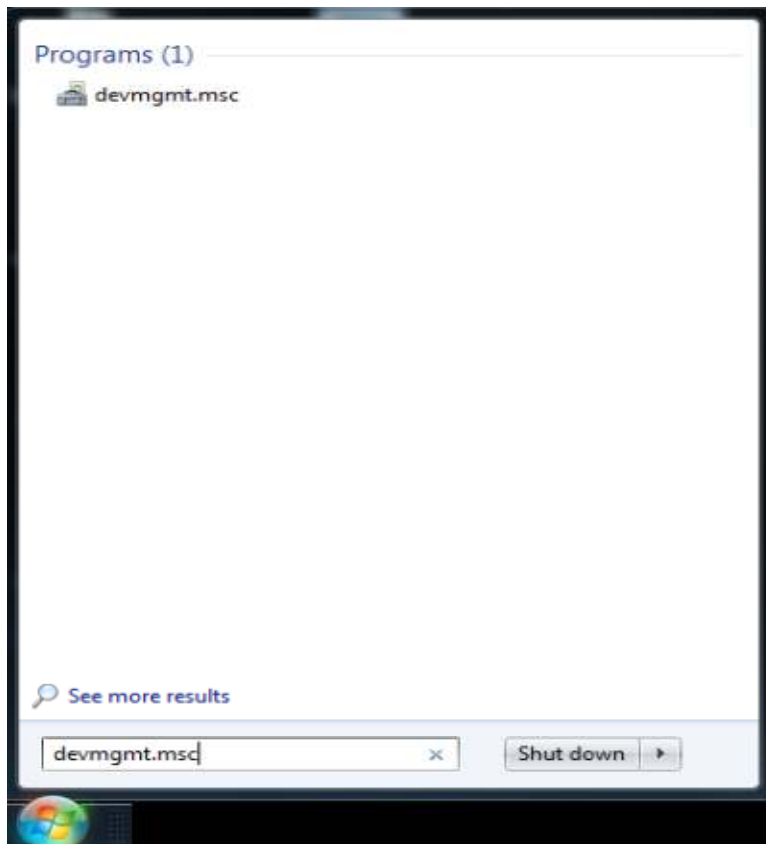 Programs (1)
devmgmt.msc
See more results
devmgmt.msc
Shut down